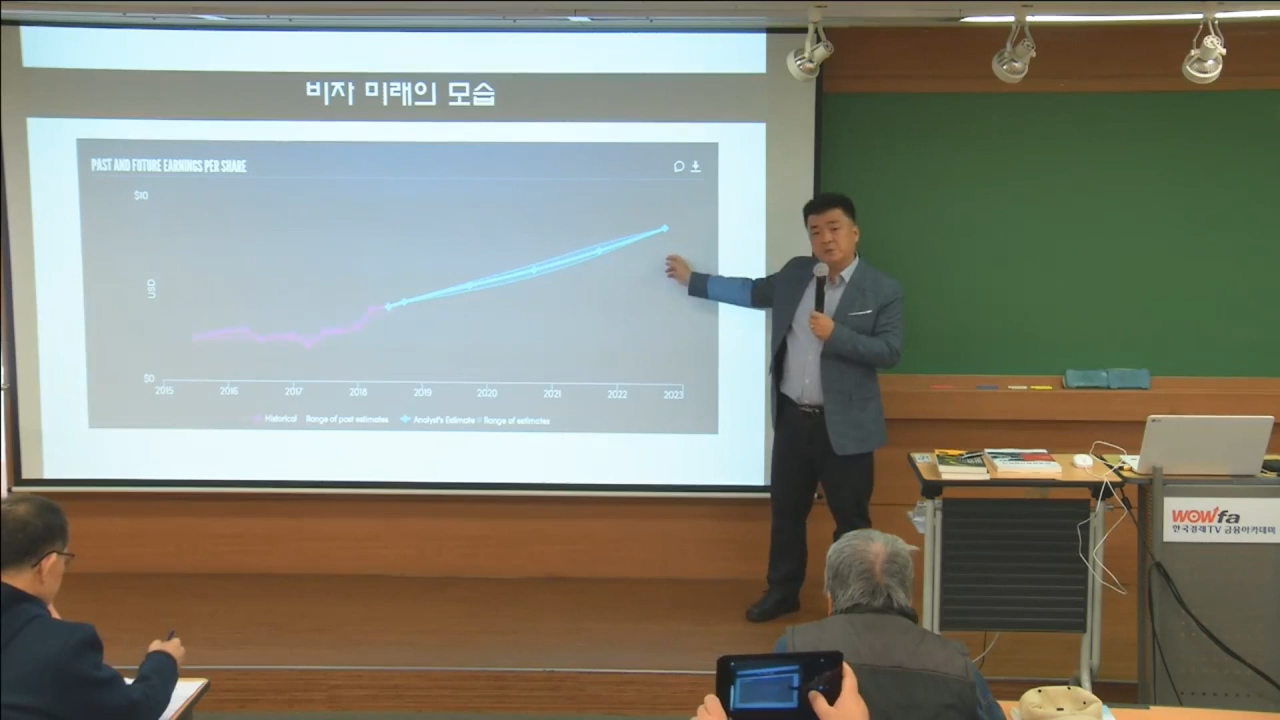 비자 미래의 모습
PAST AND FUTURE EARNINGS PER SHARE
$10
USD
$0
2015 2016 2017 2018 2019 2020 2021 2022 2023
Historical Range of past estimates Analyst's Estimate Range of estimates
WOWfa
한국경제TV 금융아카데미